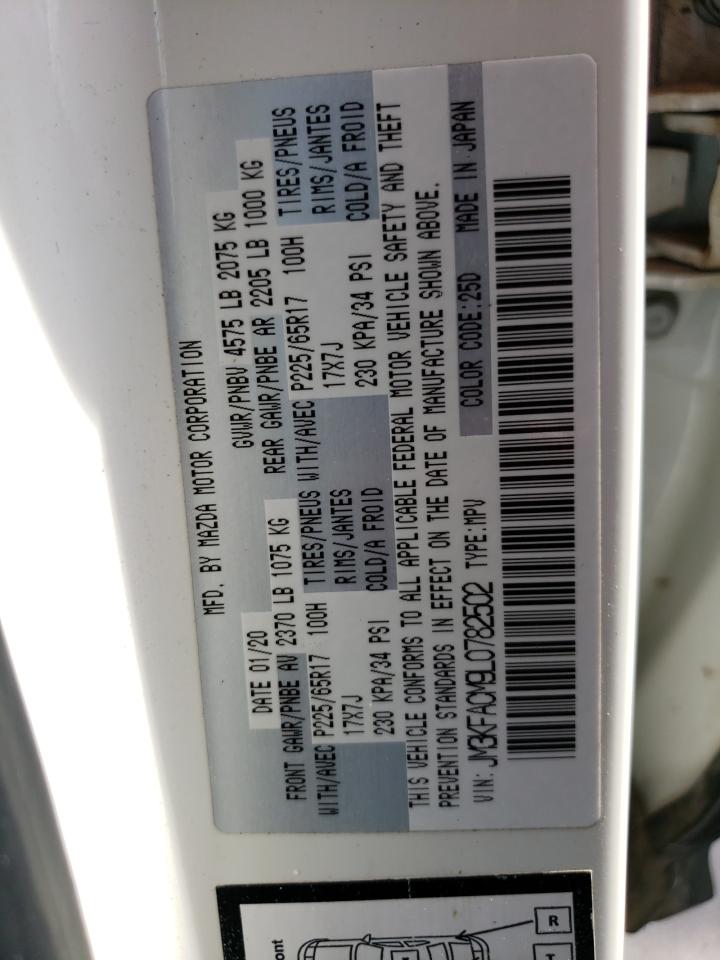 MFD. BY MAZDA MOTOR CORPORATION
DATE 01/20 GVWR/PNBV 4575 LB 2075 KG
FRONT GAWR/PNBE AV 2370 LB 1075 KG REAR GAWR/PNBE AR 2205 LB 1000 KG
WITH/AVEC P225/65R17 100H TIRES/PNEUS WITH/AVEC P225/65R17 100H TIRES/PNEUS
17X7J RIMS/JANTES 17X7J RIMS/JANTES
230 KPA/34 PSI COLD/A FROID 230 KPA/34 PSI COLD/A FROID
THIS VEHICLE CONFORMS TO ALL APPLICABLE FEDERAL MOTOR VEHICLE SAFETY AND THEFT
PREVENTION STANDARDS IN EFFECT ON THE DATE OF MANUFACTURE SHOWN ABOVE.
VIN: JM3KFACM9L0782502 TYPE:MPV COLOR CODE:25D MADE IN JAPAN
R